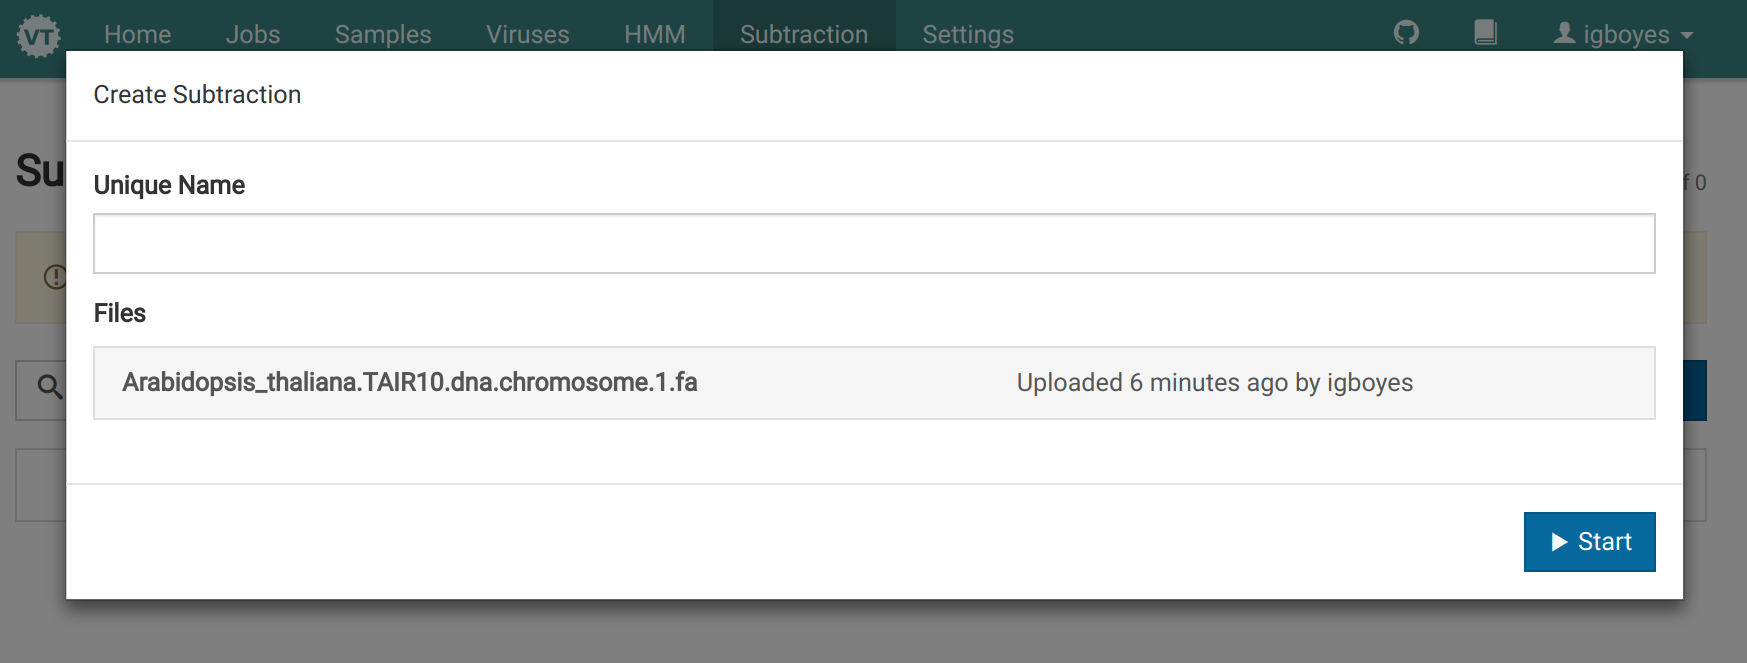 VT Home Jobs Samples Viruses HMM Subtraction Settings igboyes
Create Subtraction
Su
Unique Name
f 0
Files
Arabidopsis_thaliana.TAIR10.dna.chromosome.1.fa Uploaded 6 minutes ago by igboyes
Start